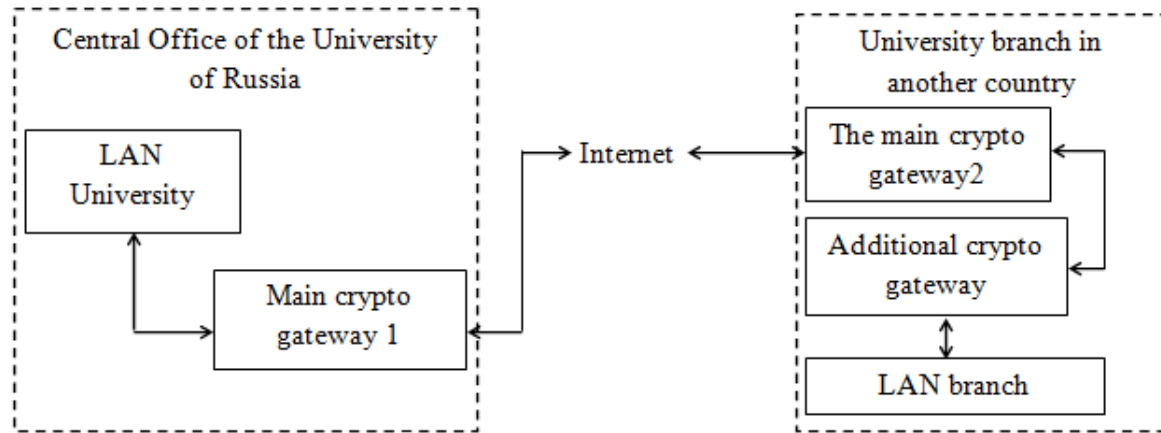 Central Office of the University
of Russia
LAN
University
Main crypto
gateway 1
Internet
University branch in
another country
The main crypto
gateway2
Additional crypto
gateway
LAN branch